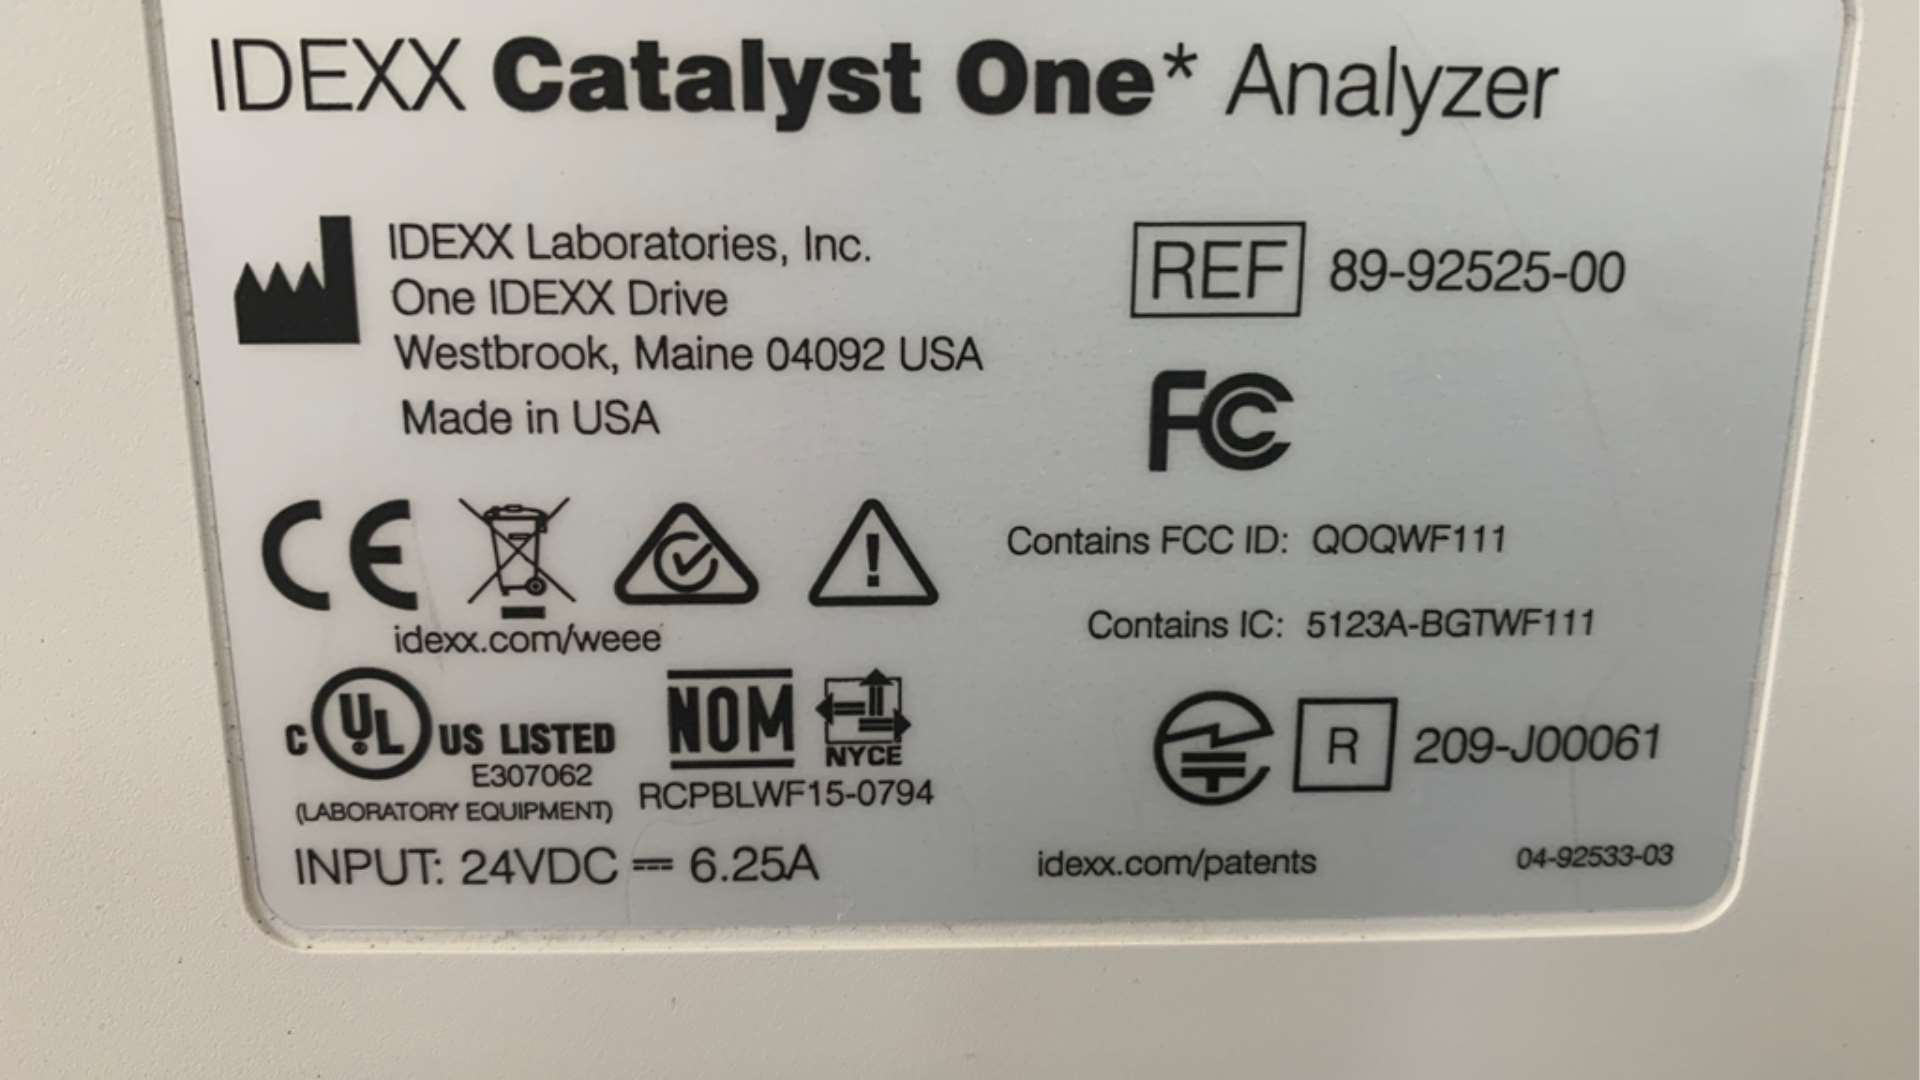 IDEXX Catalyst One* Analyzer
IDEXX Laboratories, Inc.
One IDEXX Drive
Westbrook, Maine 04092 USA
Made in USA
REF 89-92525-00
FC
CE
idexx.com/weee
Contains FCC ID: QOQWF111
Contains IC: 5123A-BGTWF111
C UL US LISTED
E307062
(LABORATORY EQUIPMENT)
NOM
NYCE
RCPBLWF15-0794
R 209-J00061
INPUT: 24VDC ⎓ 6.25A
idexx.com/patents
04-92533-03